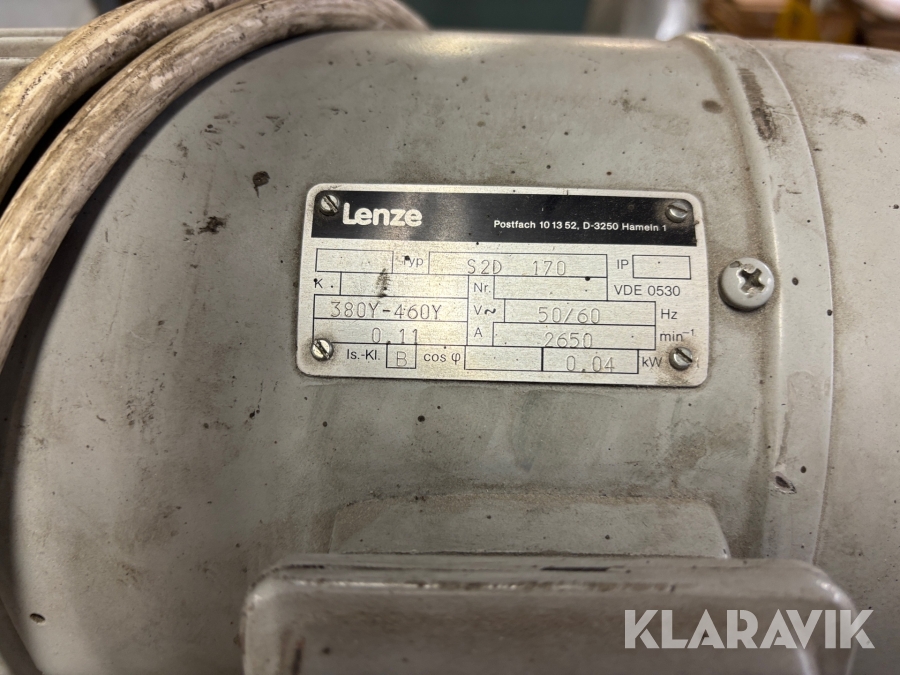 Lenze
Postfach 10 13 52, D-3250 Hameln 1
Typ S2D 170 IP
K Nr. VDE 0530
380Y-460Y V~ 50/60 Hz
0.11 A 2650 min⁻¹
Is.-Kl. B cos φ 0.04 kW
KLARAVIK